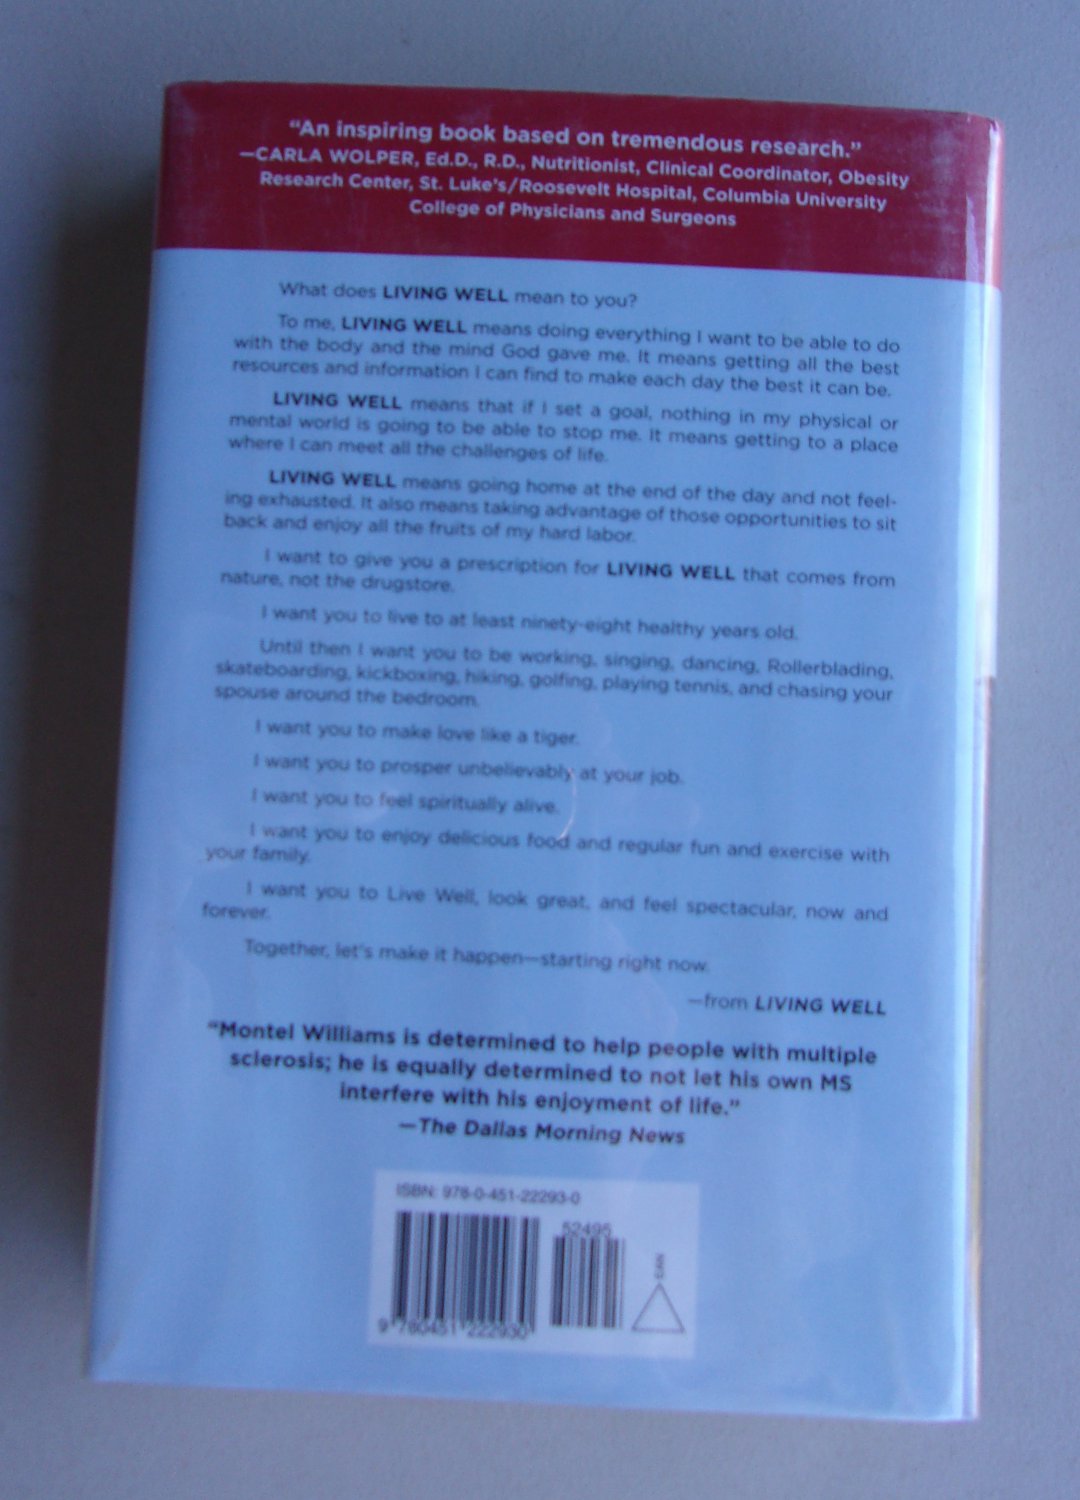 “An inspiring book based on tremendous research.”
—CARLA WOLPER, Ed.D., R.D., Nutritionist, Clinical Coordinator, Obesity
Research Center, St. Luke’s/Roosevelt Hospital, Columbia University
College of Physicians and Surgeons
What does LIVING WELL mean to you?
To me, LIVING WELL means doing everything I want to be able to do
with the body and the mind God gave me. It means getting all the best
resources and information I can find to make each day the best it can be.
LIVING WELL means that if I set a goal, nothing in my physical or
mental world is going to be able to stop me. It means getting to a place
where I can meet all the challenges of life.
LIVING WELL means going home at the end of the day and not feel-
ing exhausted. It also means taking advantage of those opportunities to sit
back and enjoy all the fruits of my hard labor.
I want to give you a prescription for LIVING WELL that comes from
nature, not the drugstore.
I want you to live to at least ninety-eight healthy years old.
Until then I want you to be working, singing, dancing, Rollerblading,
skateboarding, kickboxing, hiking, golfing, playing tennis, and chasing your
spouse around the bedroom.
I want you to make love like a tiger.
I want you to prosper unbelievably at your job.
I want you to feel spiritually alive.
I want you to enjoy delicious food and regular fun and exercise with
your family.
I want you to Live Well, look great, and feel spectacular, now and
forever.
Together, let’s make it happen—starting right now.
—from LIVING WELL
“Montel Williams is determined to help people with multiple
sclerosis; he is equally determined to not let his own MS
interfere with his enjoyment of life.”
—The Dallas Morning News
ISBN: 978-0-451-22293-0
52495
9 780451 222930
CAN